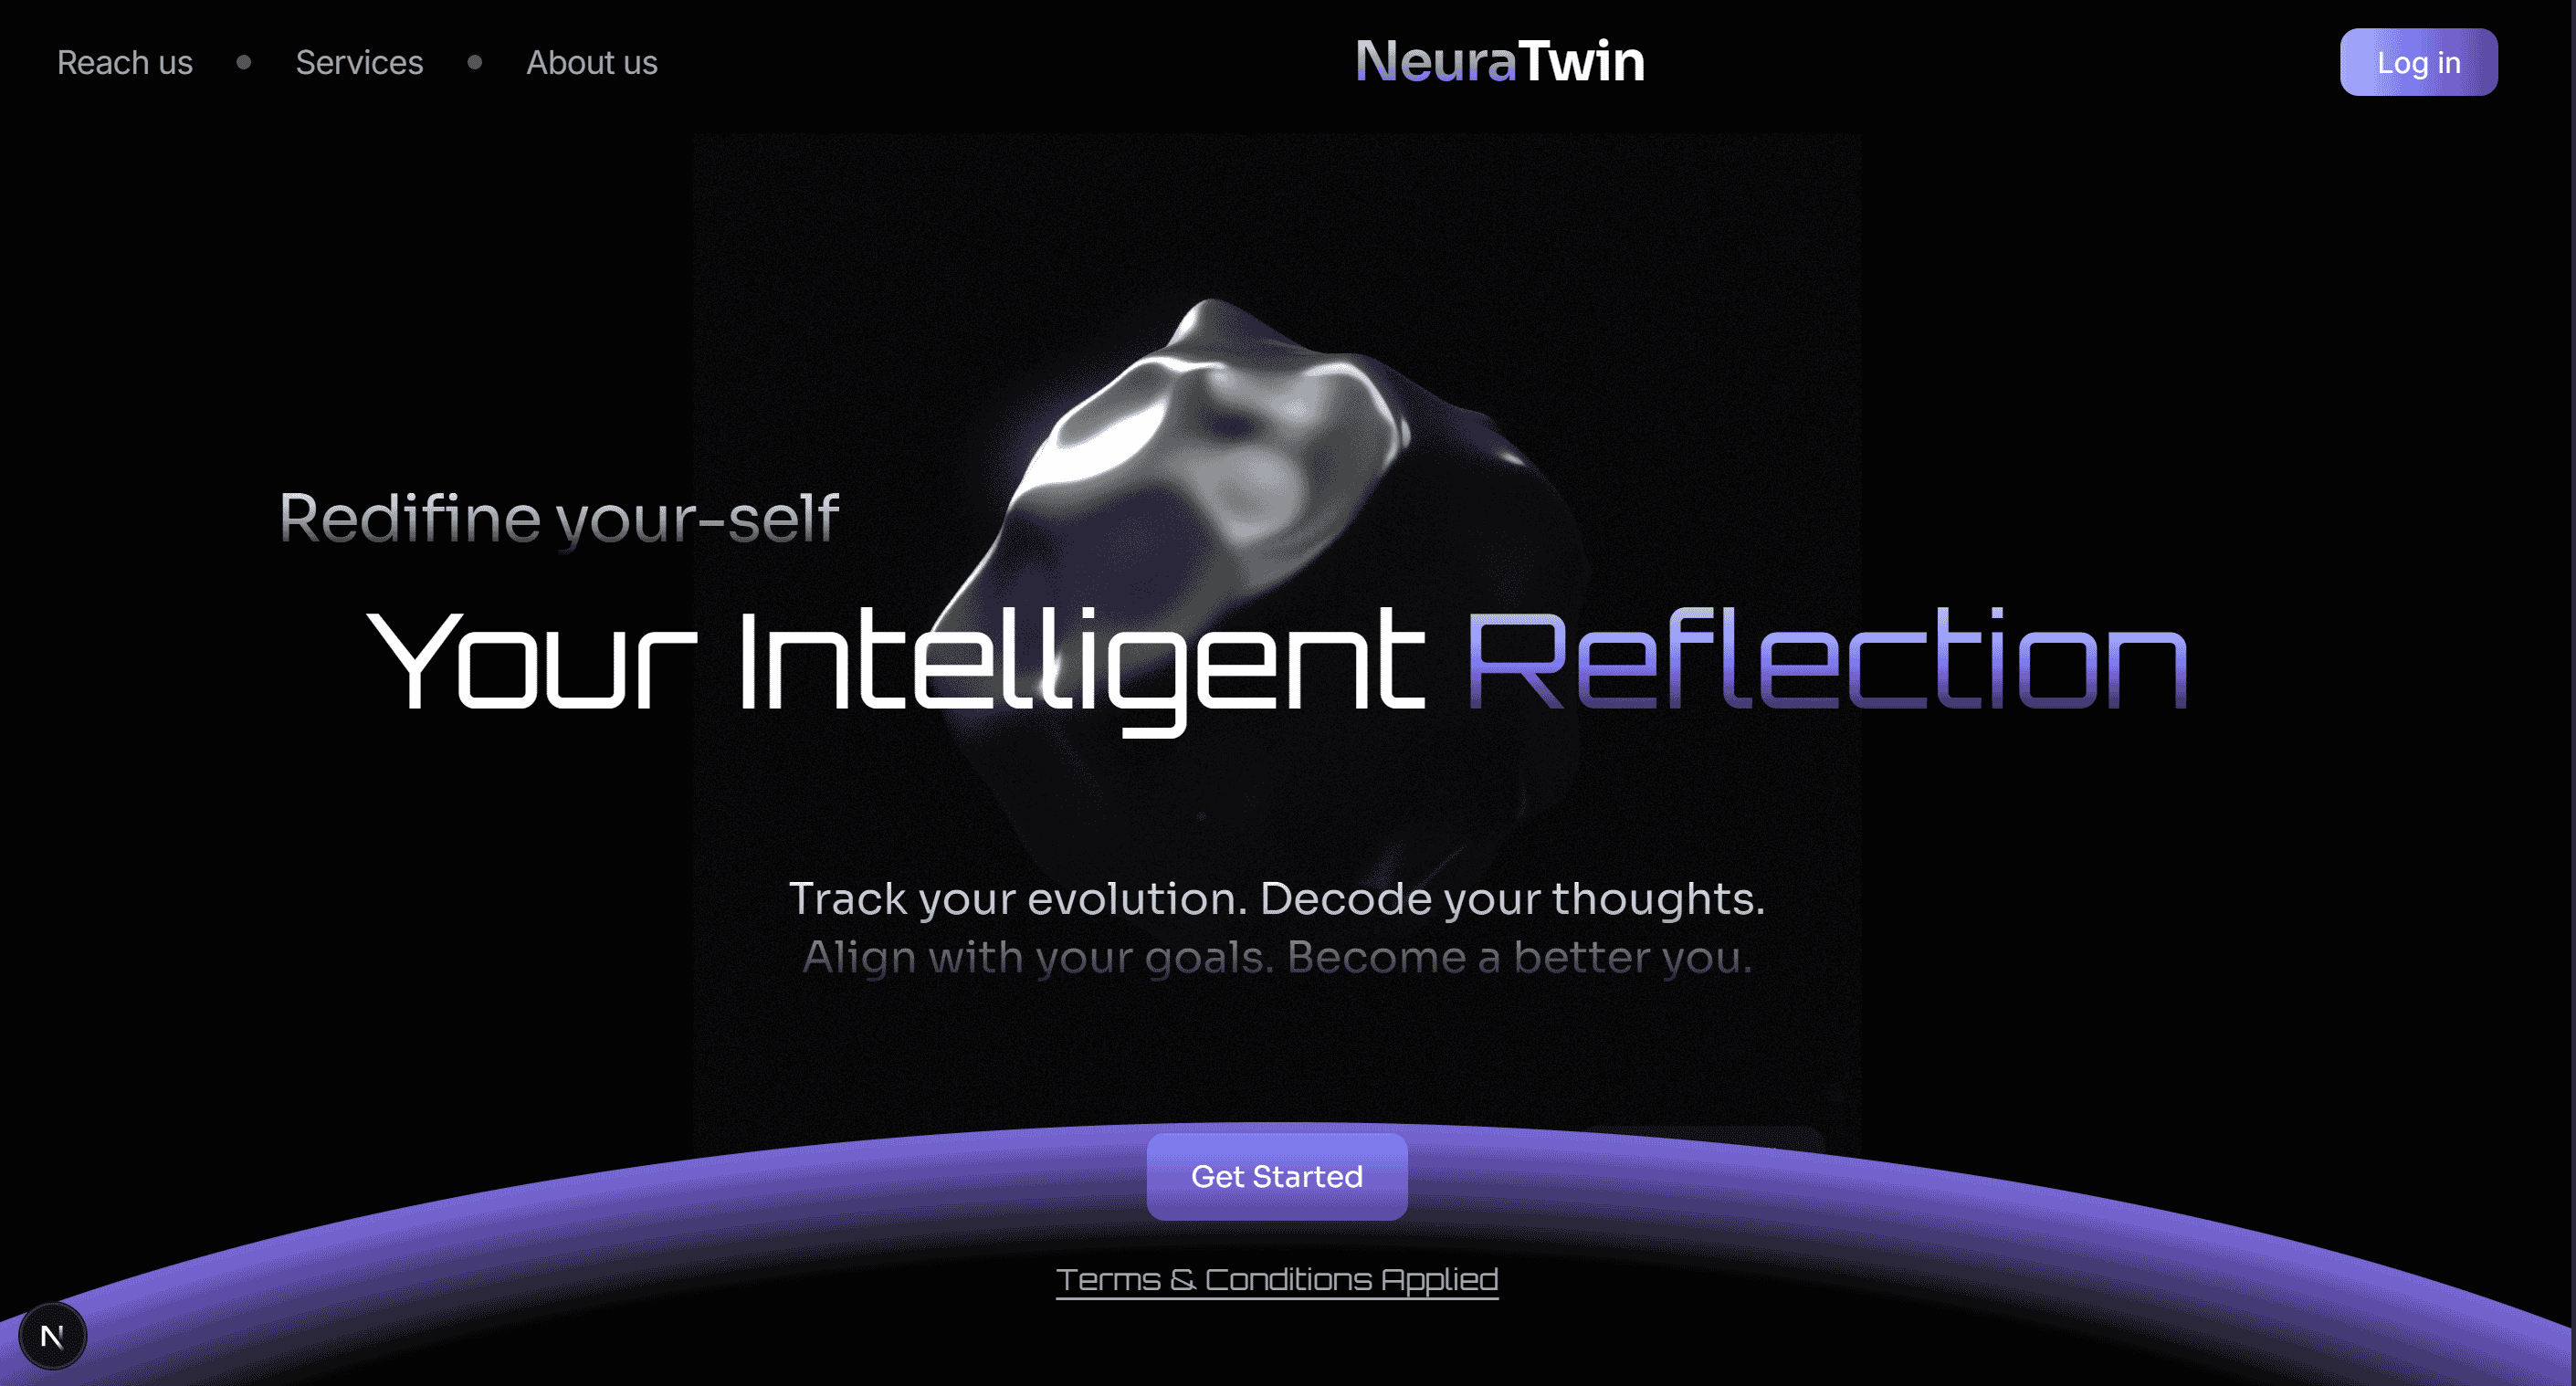 Reach us • Services • About us
NeuraTwin
Log in
Redifine your-self
Your Intelligent Reflection
Track your evolution. Decode your thoughts.
Align with your goals. Become a better you.
Get Started
Terms & Conditions Applied
N